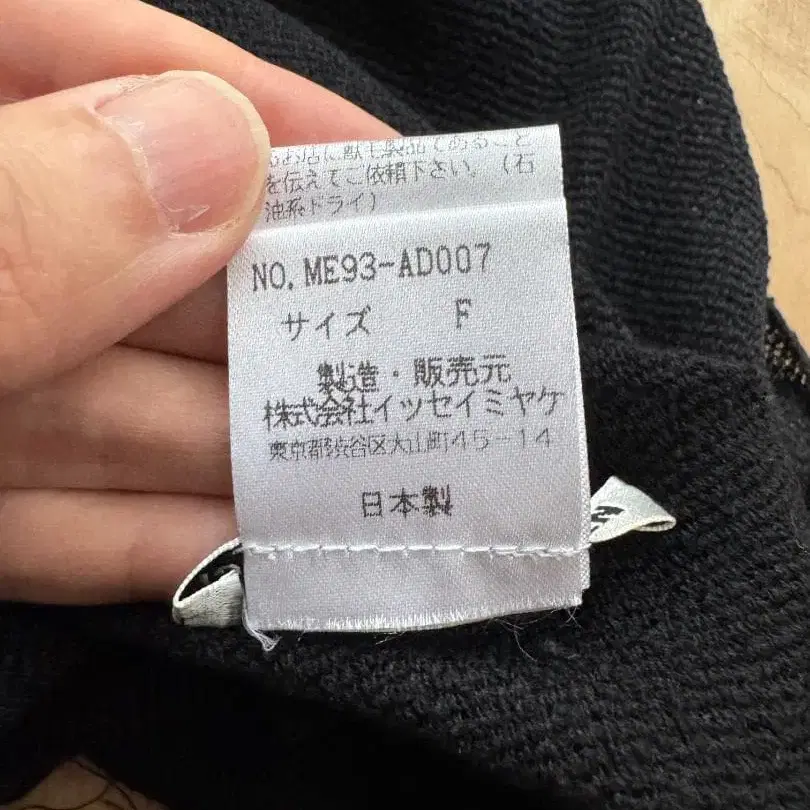 るお店に獣毛製品であること
を伝えてご依頼下さい。（石
油系ドライ）
NO. ME93-AD007
サイズ F
製造・販売元
株式会社イッセイミヤケ
東京都渋谷区大山町45-14
日本製